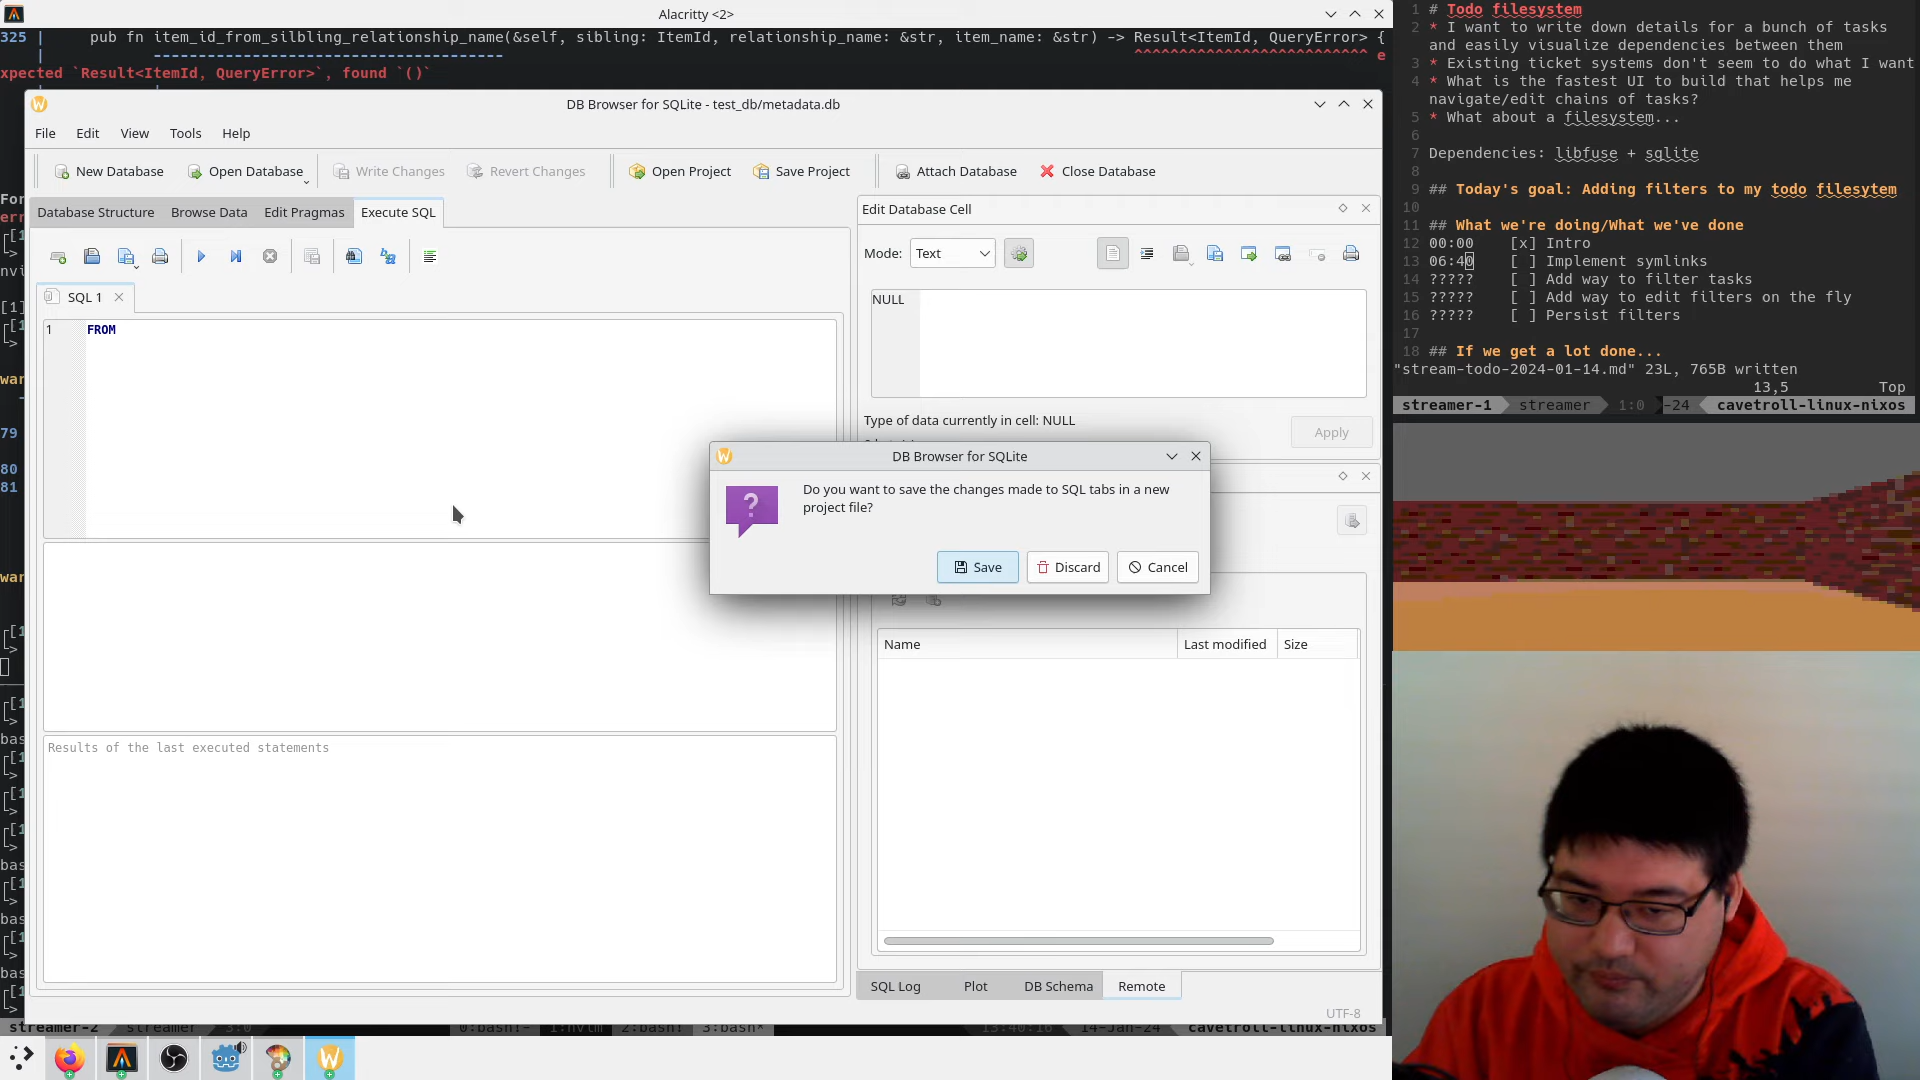 Alacritty <2>
325 |     pub fn item_id_from_silbling_relationship_name(&self, sibling: ItemId, relationship_name: &str, item_name: &str) -> Result<ItemId, QueryError> {
xpected `Result<ItemId, QueryError>`, found `()`
DB Browser for SQLite - test_db/metadata.db
File Edit View Tools Help
New Database Open Database Write Changes Revert Changes Open Project Save Project Attach Database Close Database
Database Structure Browse Data Edit Pragmas Execute SQL
SQL 1
1 FROM
Results of the last executed statements
Edit Database Cell
Mode: Text
NULL
Type of data currently in cell: NULL
Apply
DB Browser for SQLite
Do you want to save the changes made to SQL tabs in a new
project file?
Save Discard Cancel
Name Last modified Size
SQL Log Plot DB Schema Remote
UTF-8
For
err
nvi
[1]
war
79
80
81
war
bas
bas
bas
bas
streamer-2 streamer 3:0 0:bash!- 1:nvim 2:bash! 3:bash* 13:40:16 14-Jan-24 cavetroll-linux-nixos
1 # Todo filesystem
2 * I want to write down details for a bunch of tasks
and easily visualize dependencies between them
3 * Existing ticket systems don't seem to do what I want
4 * What is the fastest UI to build that helps me
navigate/edit chains of tasks?
5 * What about a filesystem...
6
7 Dependencies: libfuse + sqlite
8
9 ## Today's goal: Adding filters to my todo filesytem
10
11 ## What we're doing/What we've done
12 00:00    [x] Intro
13 06:40    [ ] Implement symlinks
14 ?????    [ ] Add way to filter tasks
15 ?????    [ ] Add way to edit filters on the fly
16 ?????    [ ] Persist filters
17
18 ## If we get a lot done...
"stream-todo-2024-01-14.md" 23L, 765B written
13,5 Top
streamer-1 streamer 1:0 -24 cavetroll-linux-nixos